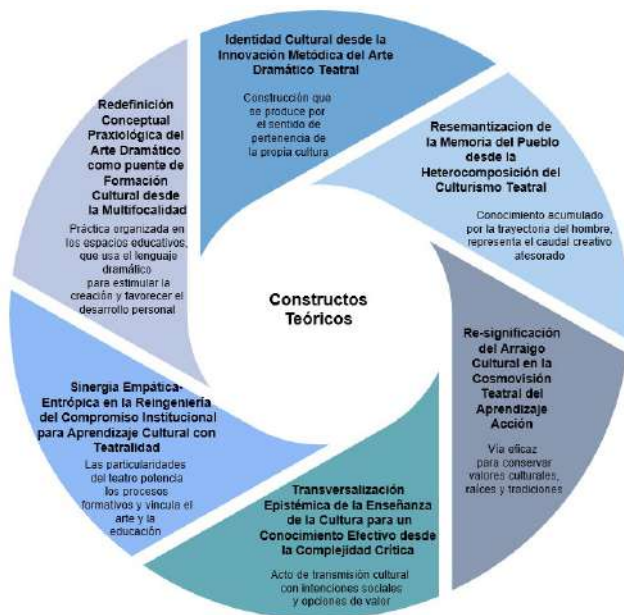 Identidad Cultural desde la
Innovación Metódica del Arte
Dramático Teatral
Construcción que
se produce por
el sentido de
pertenencia de
la propia cultura
Resemantizacion de
la Memoria del Pueblo
desde la
Heterocomposición del
Culturismo Teatral
Conocimiento acumulado
por la trayectoria del hombre,
representa el caudal creativo
atesorado
Re-significación
del Arraigo
Cultural en la
Cosmovisión
Teatral del
Aprendizaje
Acción
Vía eficaz
para conservar
valores culturales,
raíces y tradiciones
Transversalización
Epistémica de la Enseñanza
de la Cultura para un
Conocimiento Efectivo desde
la Complejidad Crítica
Acto de transmisión cultural
con intenciones sociales
y opciones de valor
Sinergia Empática-
Entrópica en la Reingeniería
del Compromiso Institucional
para Aprendizaje Cultural con
Teatralidad
Las particularidades
del teatro potencia
los procesos
formativos y vincula el
arte y la
educación
Redefinición
Conceptual
Praxiológica del
Arte Dramático
como puente de
Formación
Cultural desde
la Multifocalidad
Práctica organizada en
los espacios educativos,
que usa el lenguaje
dramático
para estimular la
creación y favorecer el
desarrollo personal
Constructos
Teóricos